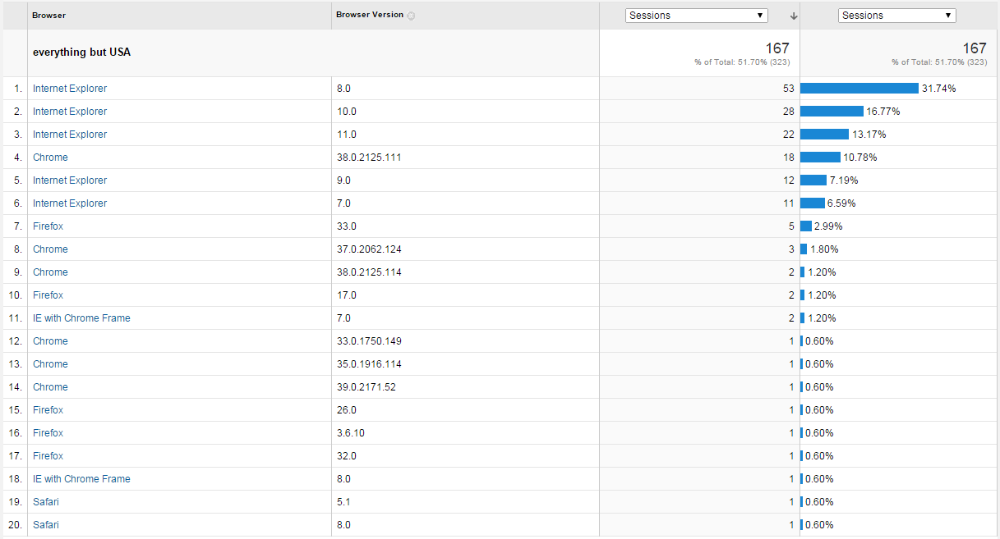 Browser Browser Version Sessions Sessions
everything but USA 167 167
% of Total: 51.70% (323) % of Total: 51.70% (323)
1. Internet Explorer 8.0 53 31.74%
2. Internet Explorer 10.0 28 16.77%
3. Internet Explorer 11.0 22 13.17%
4. Chrome 38.0.2125.111 18 10.78%
5. Internet Explorer 9.0 12 7.19%
6. Internet Explorer 7.0 11 6.59%
7. Firefox 33.0 5 2.99%
8. Chrome 37.0.2062.124 3 1.80%
9. Chrome 38.0.2125.114 2 1.20%
10. Firefox 17.0 2 1.20%
11. IE with Chrome Frame 7.0 2 1.20%
12. Chrome 33.0.1750.149 1 0.60%
13. Chrome 35.0.1916.114 1 0.60%
14. Chrome 39.0.2171.52 1 0.60%
15. Firefox 26.0 1 0.60%
16. Firefox 3.6.10 1 0.60%
17. Firefox 32.0 1 0.60%
18. IE with Chrome Frame 8.0 1 0.60%
19. Safari 5.1 1 0.60%
20. Safari 8.0 1 0.60%